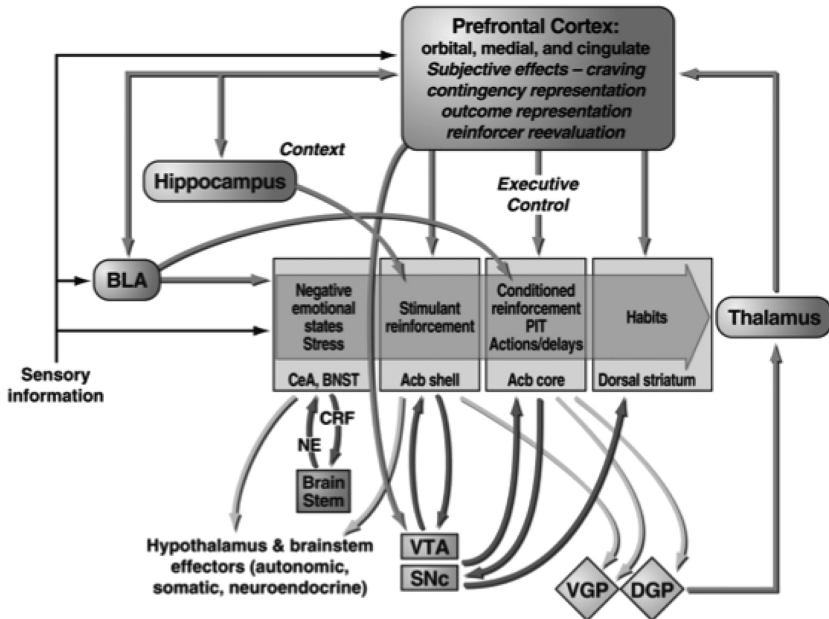 Prefrontal Cortex:
orbital, medial, and cingulate
Subjective effects – craving
contingency representation
outcome representation
reinforcer reevaluation
Context
Hippocampus
Executive
Control
BLA
Negative
emotional
states
Stress
CeA, BNST
Stimulant
reinforcement
Acb shell
Conditioned
reinforcement
PIT
Actions/delays
Acb core
Habits
Dorsal striatum
Thalamus
Sensory
information
CRF
NE
Brain
Stem
Hypothalamus & brainstem
effectors (autonomic,
somatic, neuroendocrine)
VTA
SNc
VGP
DGP